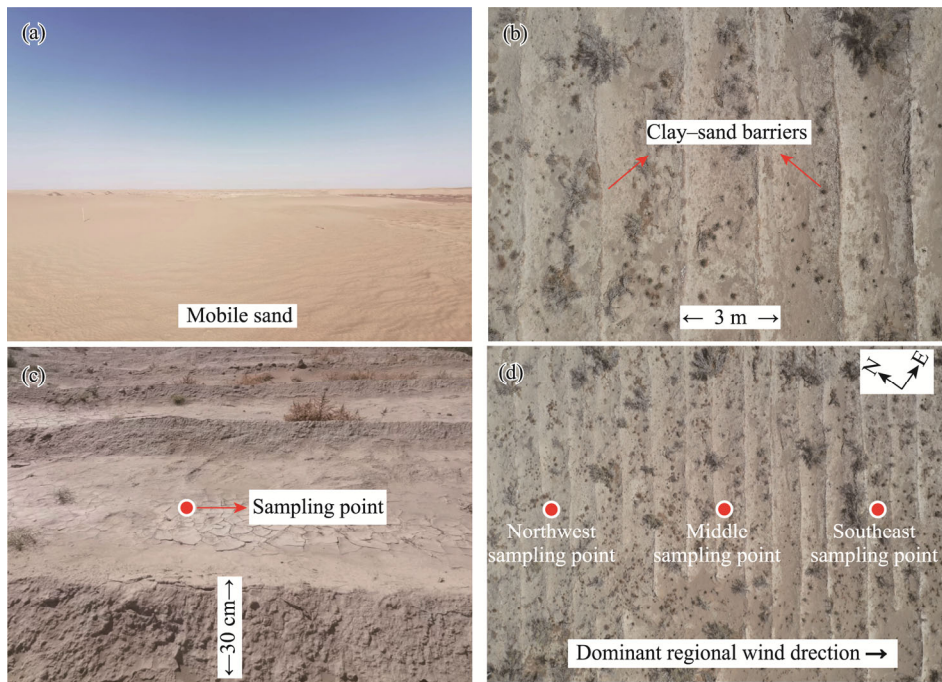 (a)
Mobile sand
(b)
Clay–sand barriers
← 3 m →
(c)
Sampling point
←30 cm→
(d)
N
E
Northwest
sampling point
Middle
sampling point
Southeast
sampling point
Dominant regional wind drection →